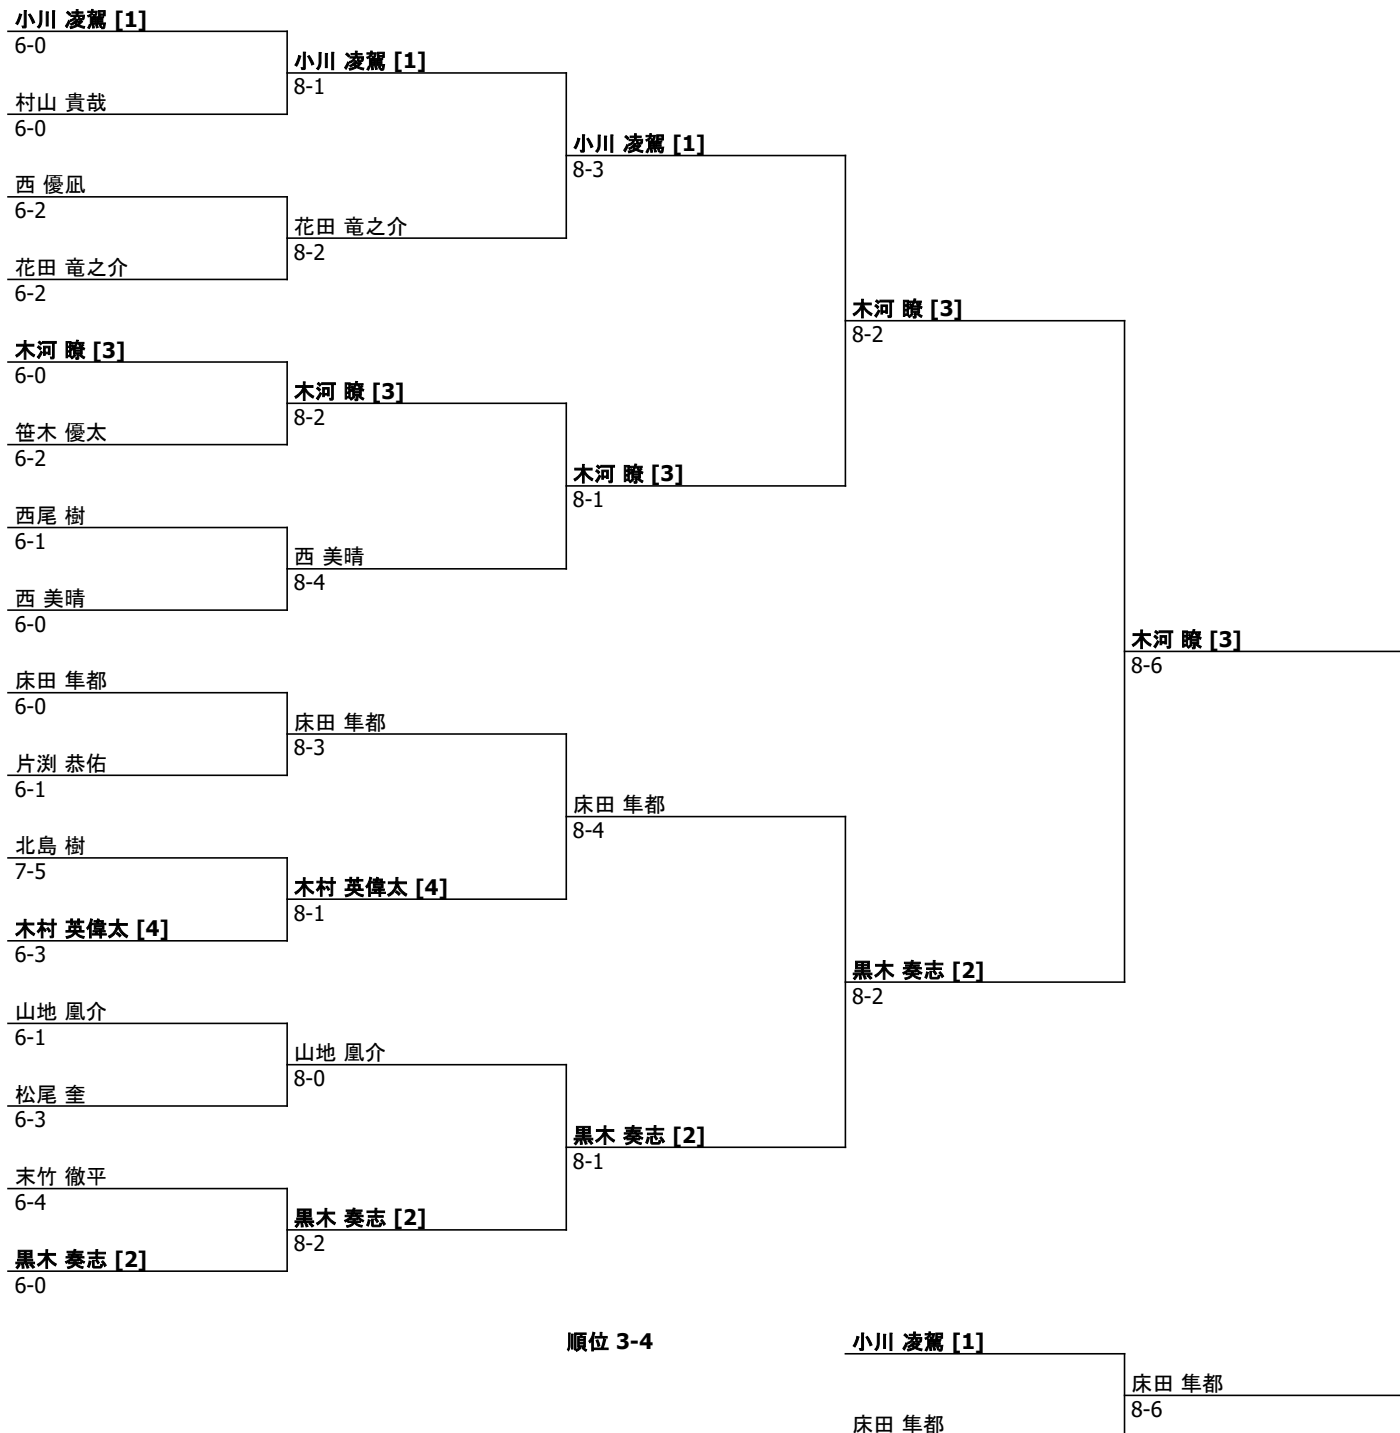 小川 凌駕 [1]
6-0
小川 凌駕 [1]
8-1
村山 貴哉
6-0
小川 凌駕 [1]
8-3
西 優凪
6-2
花田 竜之介
8-2
花田 竜之介
6-2
木河 瞭 [3]
8-2
木河 瞭 [3]
6-0
木河 瞭 [3]
8-2
笹木 優太
6-2
木河 瞭 [3]
8-1
西尾 樹
6-1
西 美晴
8-4
西 美晴
6-0
木河 瞭 [3]
8-6
床田 隼都
6-0
床田 隼都
8-3
片渕 恭佑
6-1
床田 隼都
8-4
北島 樹
7-5
木村 英偉太 [4]
8-1
木村 英偉太 [4]
6-3
黒木 奏志 [2]
8-2
山地 凰介
6-1
山地 凰介
8-0
松尾 奎
6-3
黒木 奏志 [2]
8-1
末竹 徹平
6-4
黒木 奏志 [2]
8-2
黒木 奏志 [2]
6-0
順位 3-4
小川 凌駕 [1]
床田 隼都
8-6
床田 隼都